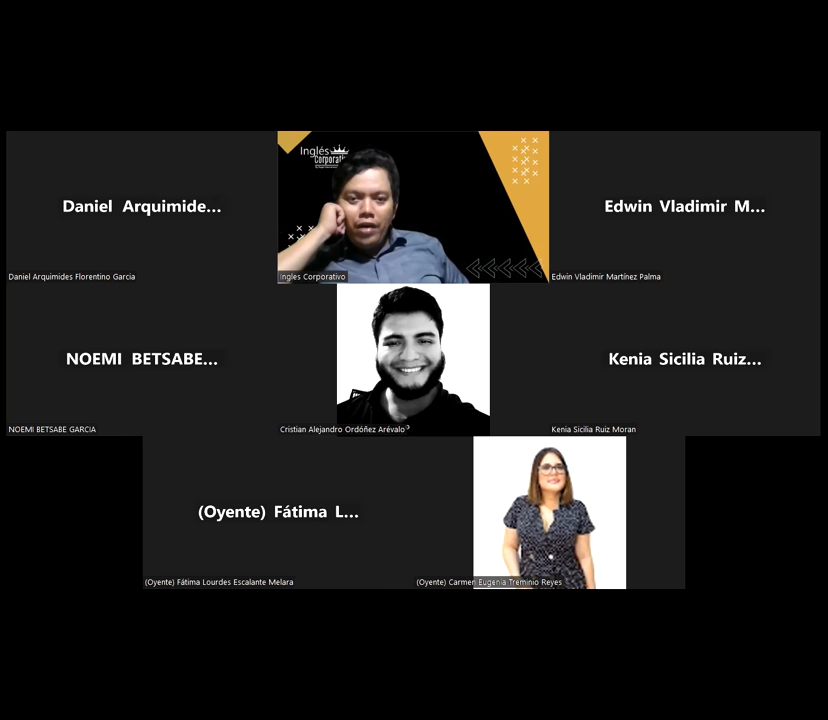 Daniel Arquimide...
Daniel Arquimides Florentino Garcia
Inglés
Corporativo
Ingles Corporativo
Edwin Vladimir M...
Edwin Vladimir Martínez Palma
NOEMI BETSABE...
NOEMI BETSABE GARCIA
Cristian Alejandro Ordóñez Arévalo
Kenia Sicilia Ruiz...
Kenia Sicilia Ruiz Moran
(Oyente) Fátima L...
(Oyente) Fátima Lourdes Escalante Melara
(Oyente) Carmen Eugenia Treminio Reyes